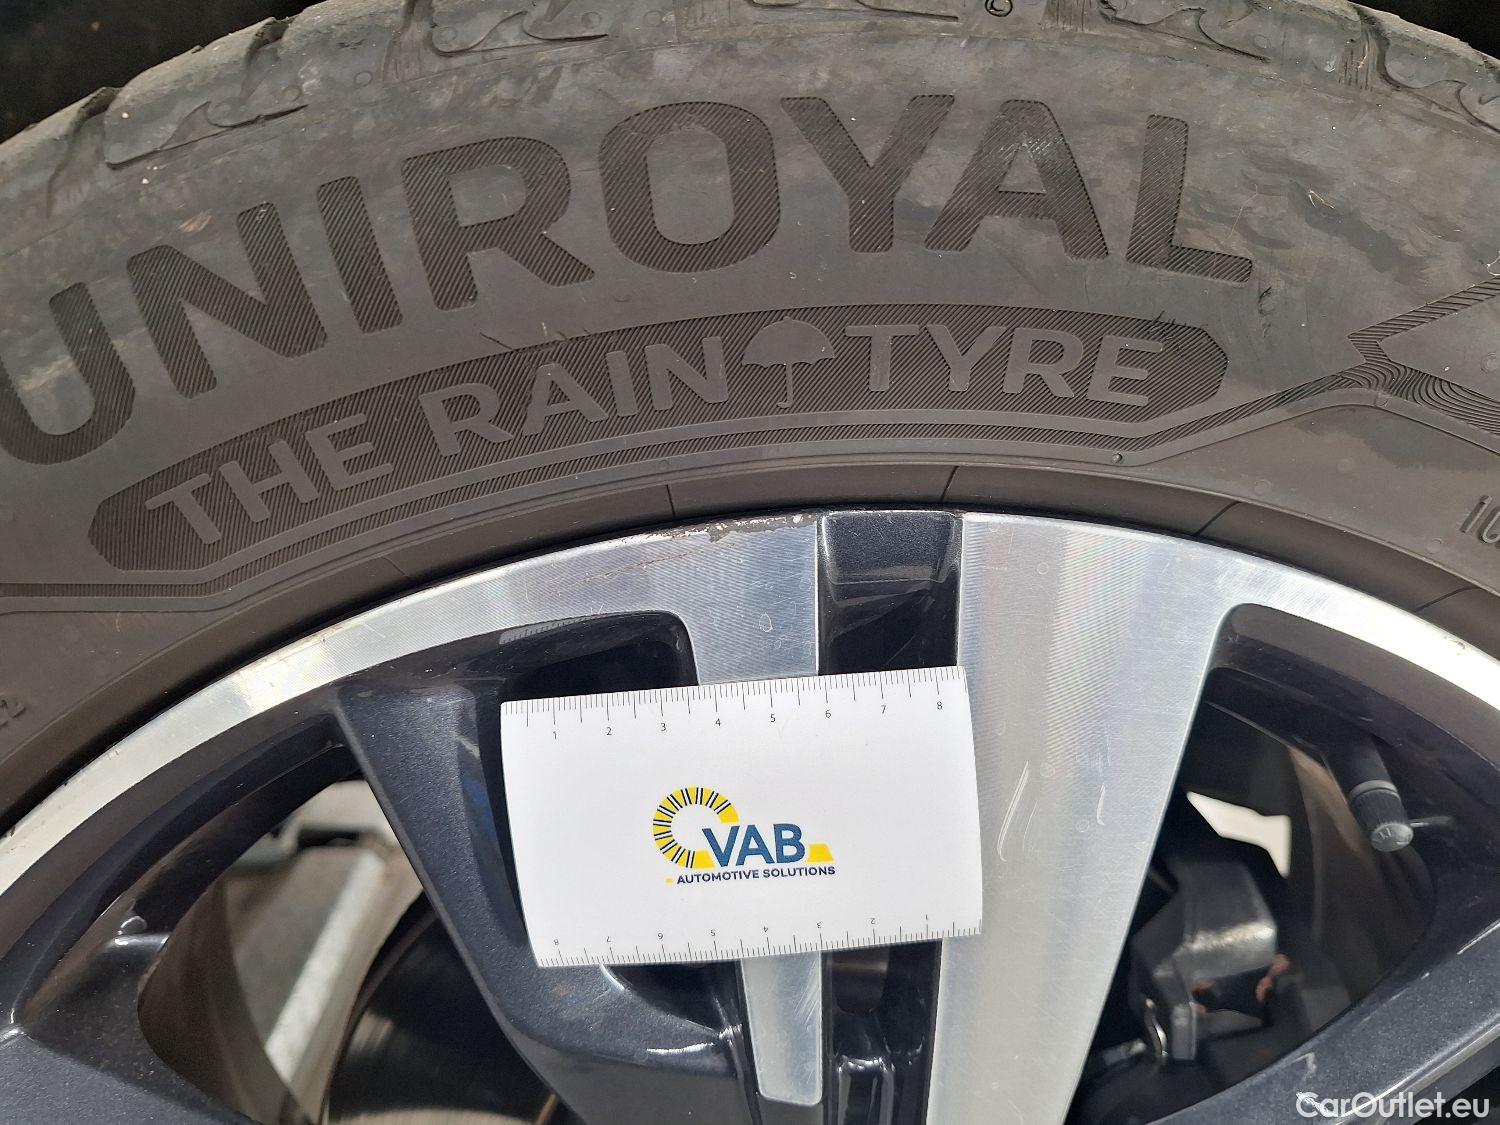 UNIROYAL
THE RAIN TYRE
1 2 3 4 5 6 7 8
VAB
AUTOMOTIVE SOLUTIONS
8 7 6 5 4 3 2 1
CarOutlet.eu